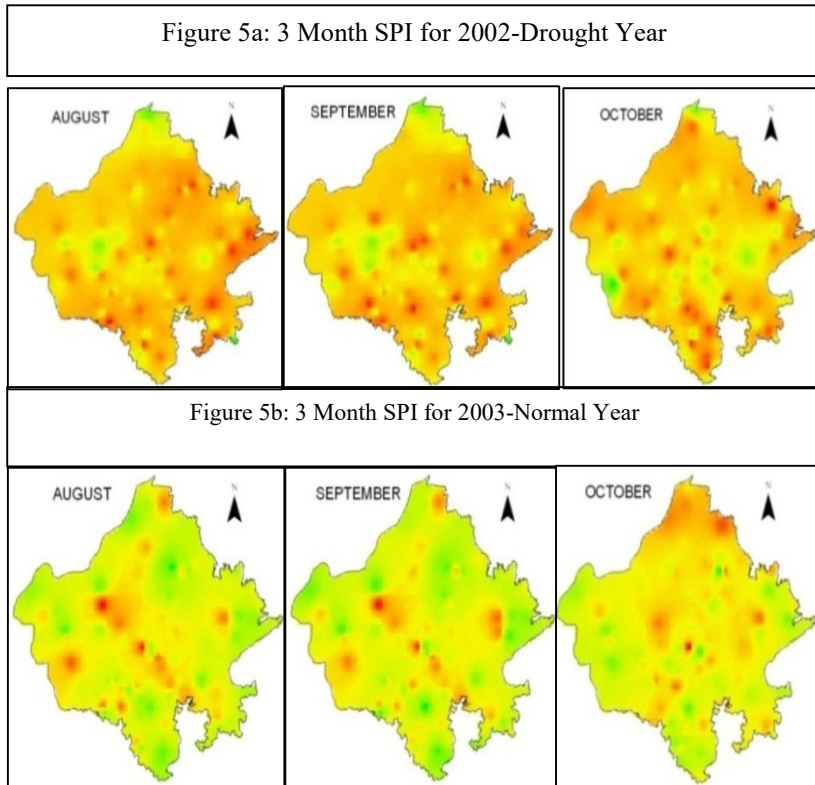 Figure 5a: 3 Month SPI for 2002-Drought Year
AUGUST
N
SEPTEMBER
N
OCTOBER
N
Figure 5b: 3 Month SPI for 2003-Normal Year
AUGUST
N
SEPTEMBER
N
OCTOBER
N